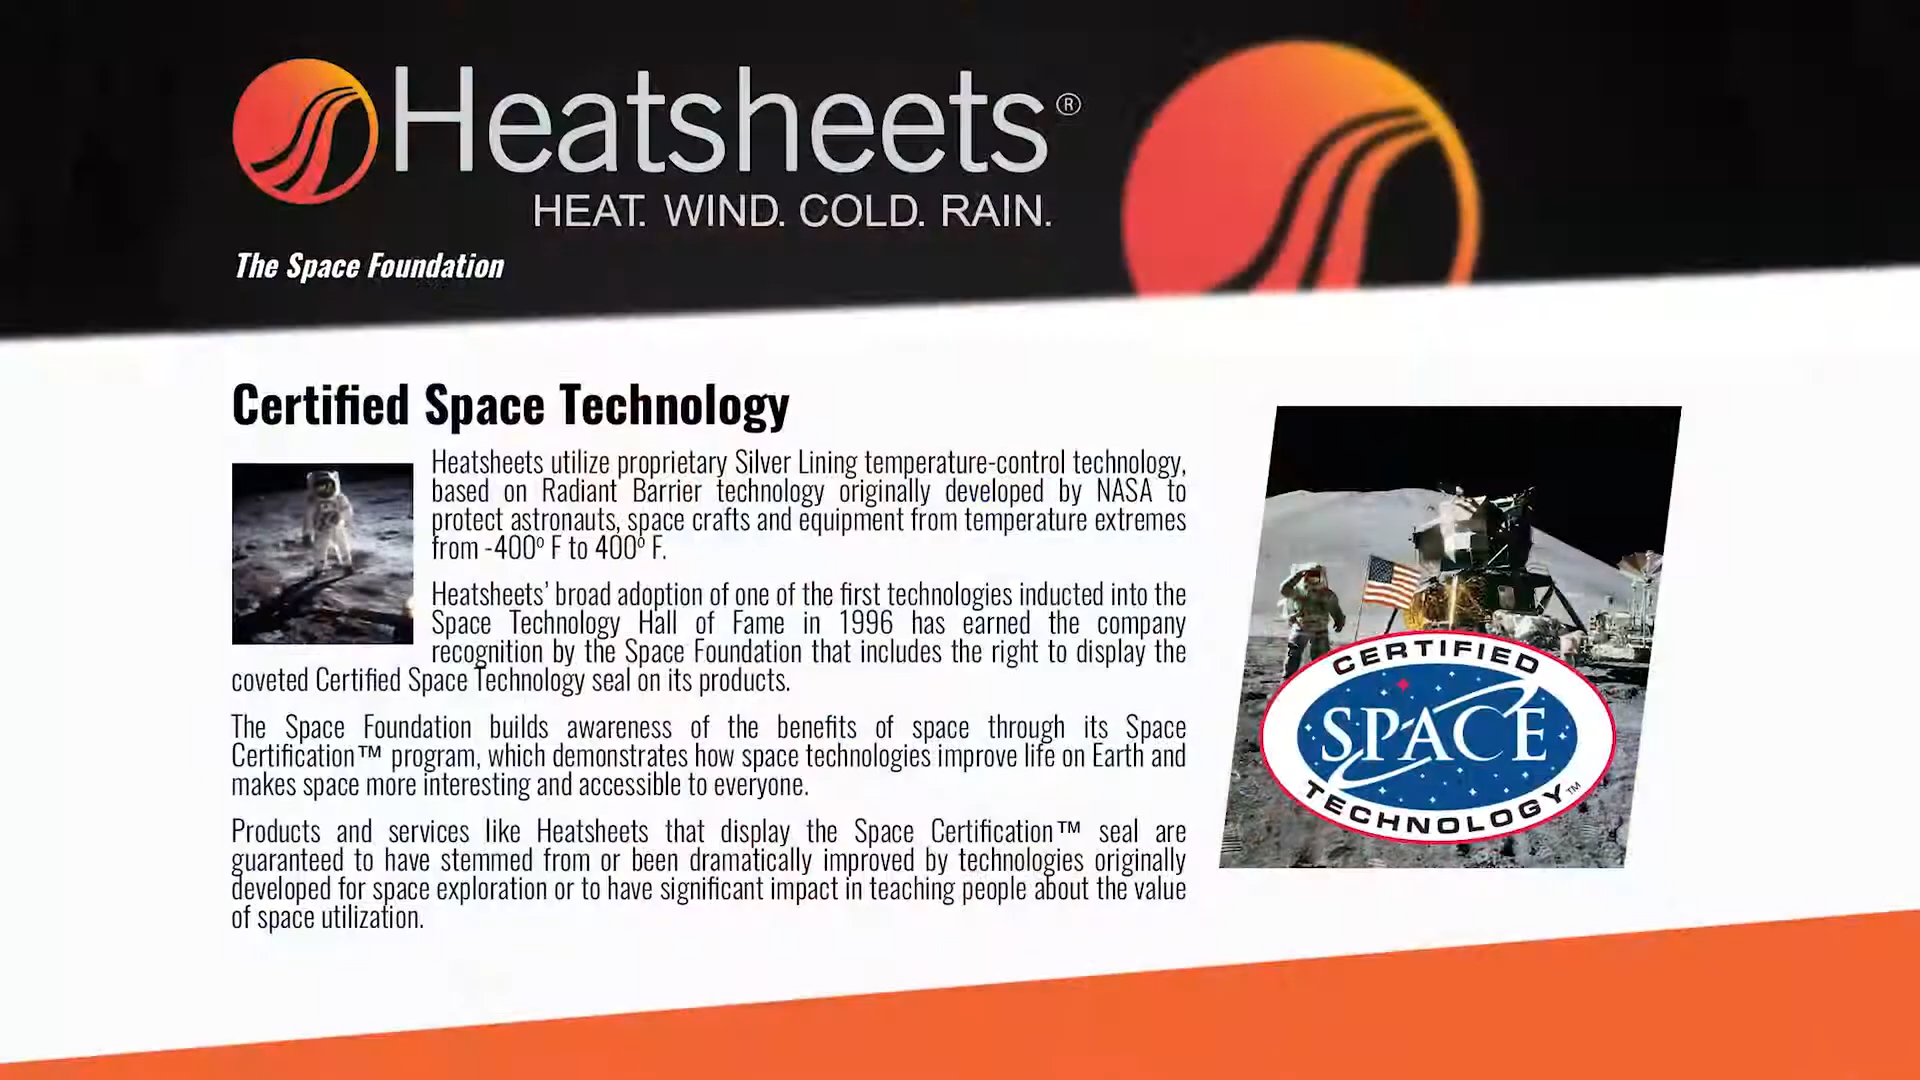 Heatsheets®
HEAT. WIND. COLD. RAIN.
The Space Foundation
Certified Space Technology
Heatsheets utilize proprietary Silver Lining temperature-control technology,
based on Radiant Barrier technology originally developed by NASA to
protect astronauts, space crafts and equipment from temperature extremes
from -400º F to 400º F.
Heatsheets’ broad adoption of one of the first technologies inducted into the
Space Technology Hall of Fame in 1996 has earned the company
recognition by the Space Foundation that includes the right to display the
coveted Certified Space Technology seal on its products.
The Space Foundation builds awareness of the benefits of space through its Space
Certification™ program, which demonstrates how space technologies improve life on Earth and
makes space more interesting and accessible to everyone.
Products and services like Heatsheets that display the Space Certification™ seal are
guaranteed to have stemmed from or been dramatically improved by technologies originally
developed for space exploration or to have significant impact in teaching people about the value
of space utilization.
CERTIFIED
SPACE
TECHNOLOGY™